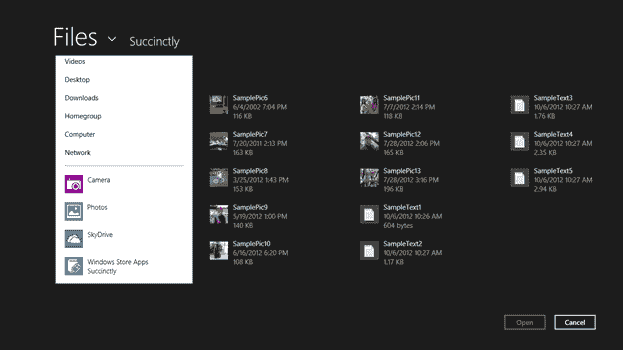 Files Succinctly
Videos
Desktop
Downloads
Homegroup
Computer
Network
Camera
Photos
SkyDrive
Windows Store Apps
Succinctly
SamplePic6
6/4/2002 7:04 PM
116 KB
SamplePic7
7/20/2011 2:13 PM
163 KB
SamplePic8
3/25/2012 1:43 PM
153 KB
SamplePic9
5/19/2012 1:00 PM
140 KB
SamplePic10
6/16/2012 6:20 PM
108 KB
SamplePic11
7/7/2012 2:14 PM
118 KB
SamplePic12
7/28/2012 2:06 PM
165 KB
SamplePic13
7/28/2012 3:16 PM
196 KB
SampleText1
10/6/2012 10:26 AM
604 bytes
SampleText2
10/6/2012 10:27 AM
1.17 KB
SampleText3
10/6/2012 10:27 AM
1.76 KB
SampleText4
10/6/2012 10:27 AM
2.35 KB
SampleText5
10/6/2012 10:27 AM
2.94 KB
Open
Cancel